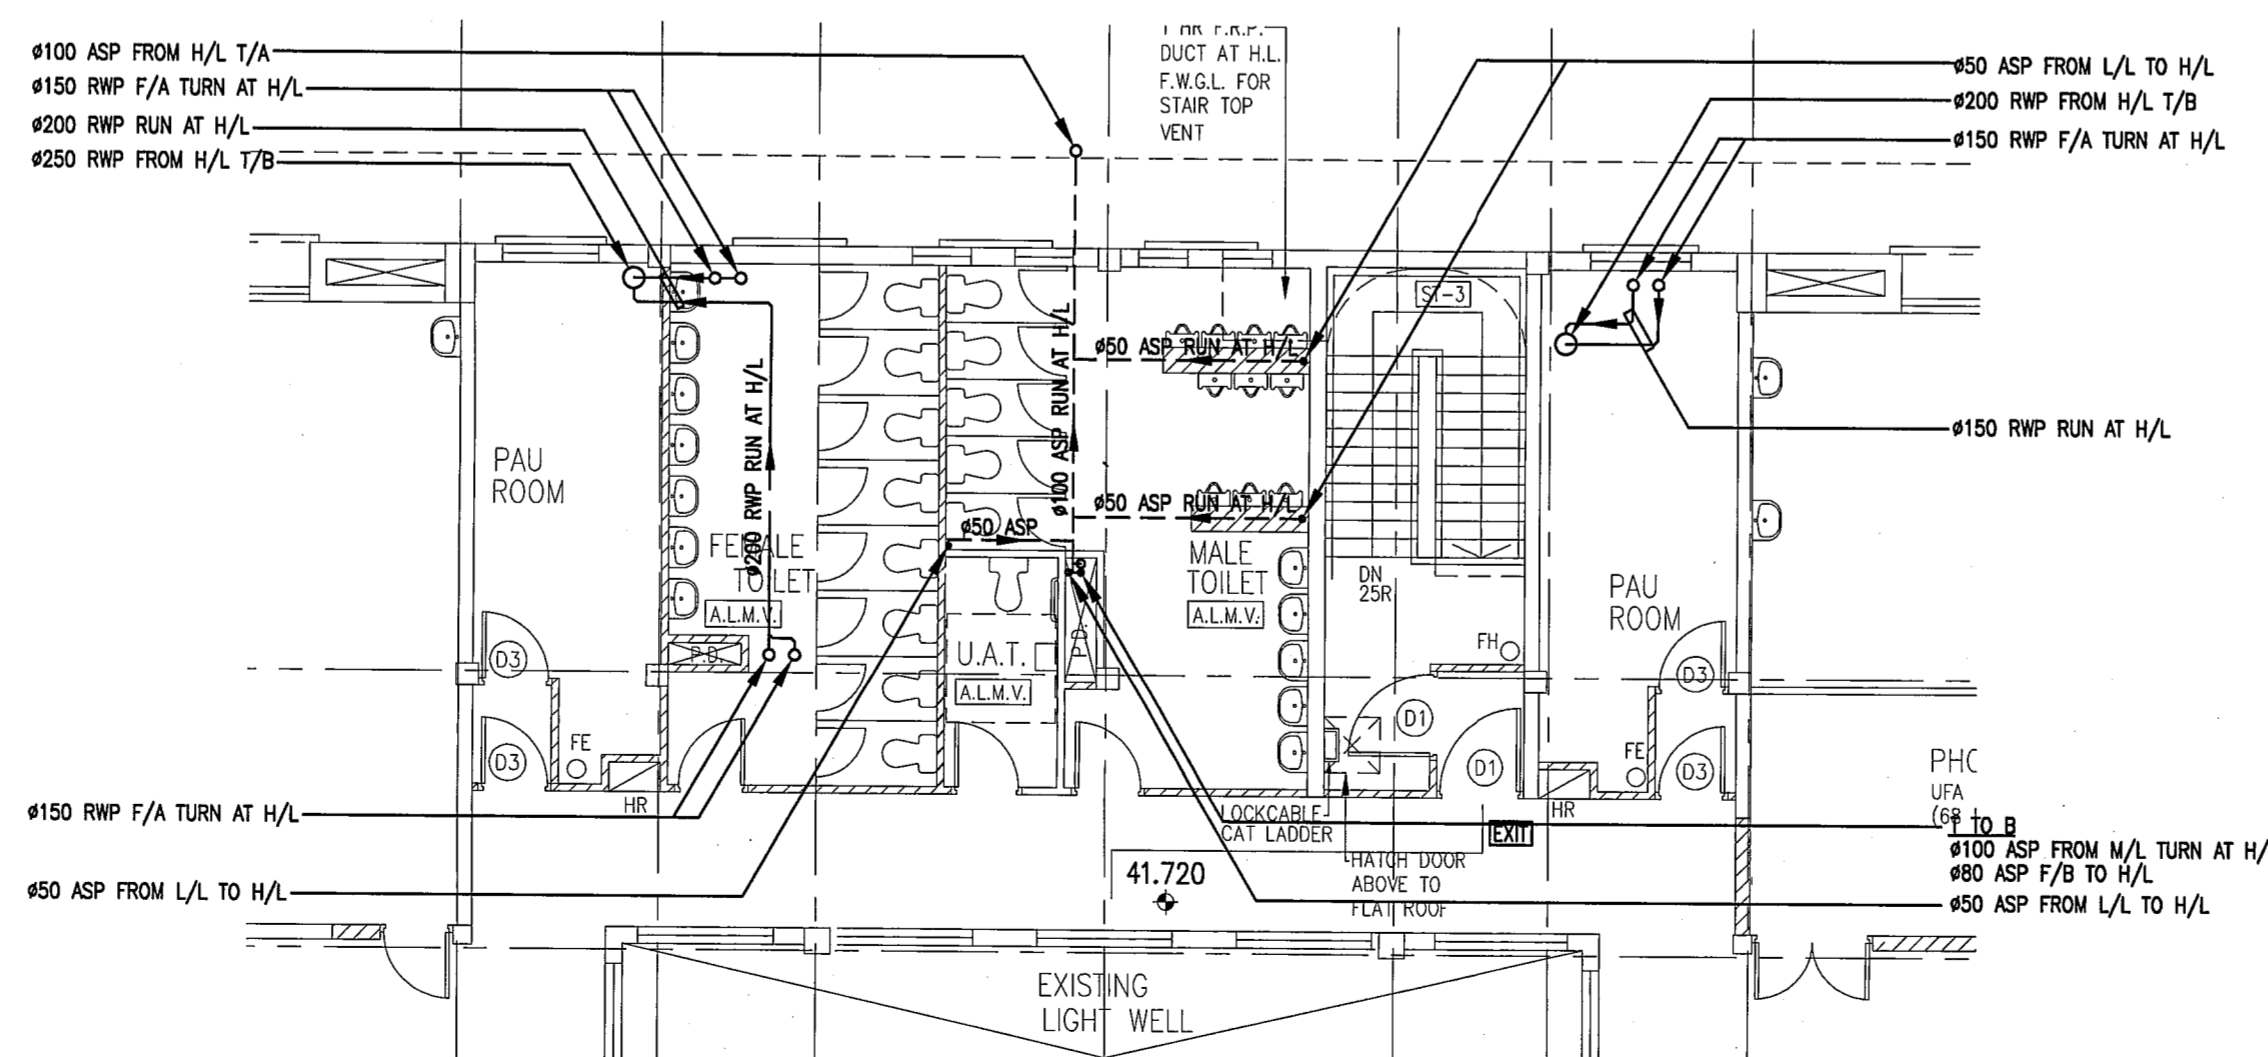 ø100 ASP FROM H/L T/A
ø150 RWP F/A TURN AT H/L
ø200 RWP RUN AT H/L
ø250 RWP FROM H/L T/B
1 HR F.R.P.
DUCT AT H.L.
F.W.G.L. FOR
STAIR TOP
VENT
ø50 ASP FROM L/L TO H/L
ø200 RWP FROM H/L T/B
ø150 RWP F/A TURN AT H/L
ø150 RWP RUN AT H/L
ST-3
ø50 ASP RUN AT H/L
ø100 ASP RUN AT H/L
ø200 RWP RUN AT H/L
PAU
ROOM
ø50 ASP RUN AT H/L
ø50 ASP
FEMALE
TOILET
A.L.M.V.
MALE
TOILET
A.L.M.V.
DN
25R
PAU
ROOM
FH
P.D.
U.A.T.
A.L.M.V.
P.D.
D3
D3
D1
D1
D3
D3
FE
HR
FE
HR
LOCKCABLE
CAT LADDER
EXIT
HATCH DOOR
ABOVE TO
FLAT ROOF
41.720
ø150 RWP F/A TURN AT H/L
ø50 ASP FROM L/L TO H/L
UFA
(68
T TO B
ø100 ASP FROM M/L TURN AT H/
ø80 ASP F/B TO H/L
ø50 ASP FROM L/L TO H/L
EXISTING
LIGHT WELL